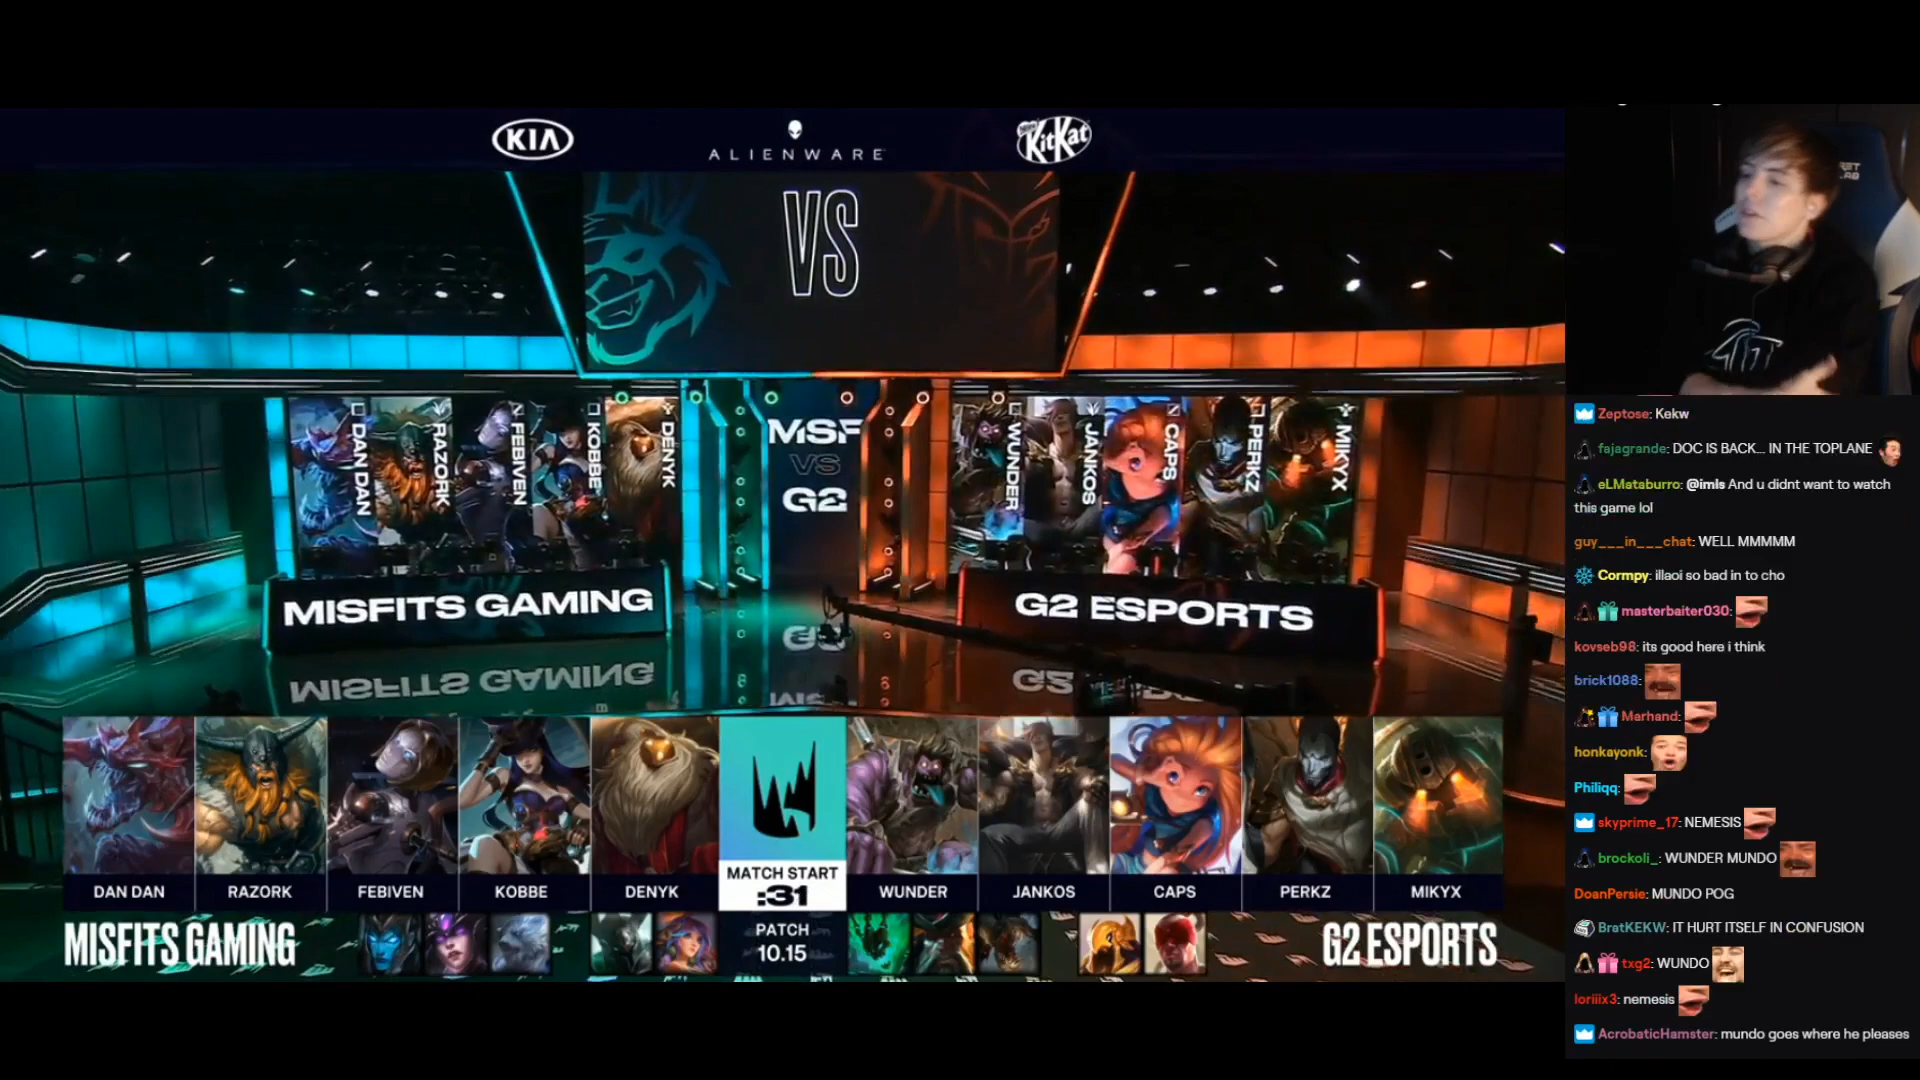 KIA
ALIENWARE
KitKat
VS
DAN DAN
RAZORK
FEBIVEN
KOBBE
DENYK
MSF
VS
G2
WUNDER
JANKOS
CAPS
PERKZ
MIKYX
MISFITS GAMING
G2 ESPORTS
MATCH START
:31
DAN DAN
RAZORK
FEBIVEN
KOBBE
DENYK
WUNDER
JANKOS
CAPS
PERKZ
MIKYX
MISFITS GAMING
PATCH
10.15
G2 ESPORTS
Zeptose: Kekw
fajagrande: DOC IS BACK... IN THE TOPLANE
eLMataburro: @imls And u didnt want to watch
this game lol
guy___in___chat: WELL MMMMM
Cormpy: illaoi so bad in to cho
masterbaiter030:
kovseb98: its good here i think
brick1088:
Marhand:
honkayonk:
Philiqq:
skyprime_17: NEMESIS
brockoli_: WUNDER MUNDO
DoanPersie: MUNDO POG
BratKEKW: IT HURT ITSELF IN CONFUSION
txg2: WUNDO
loriiix3: nemesis
AcrobaticHamster: mundo goes where he pleases